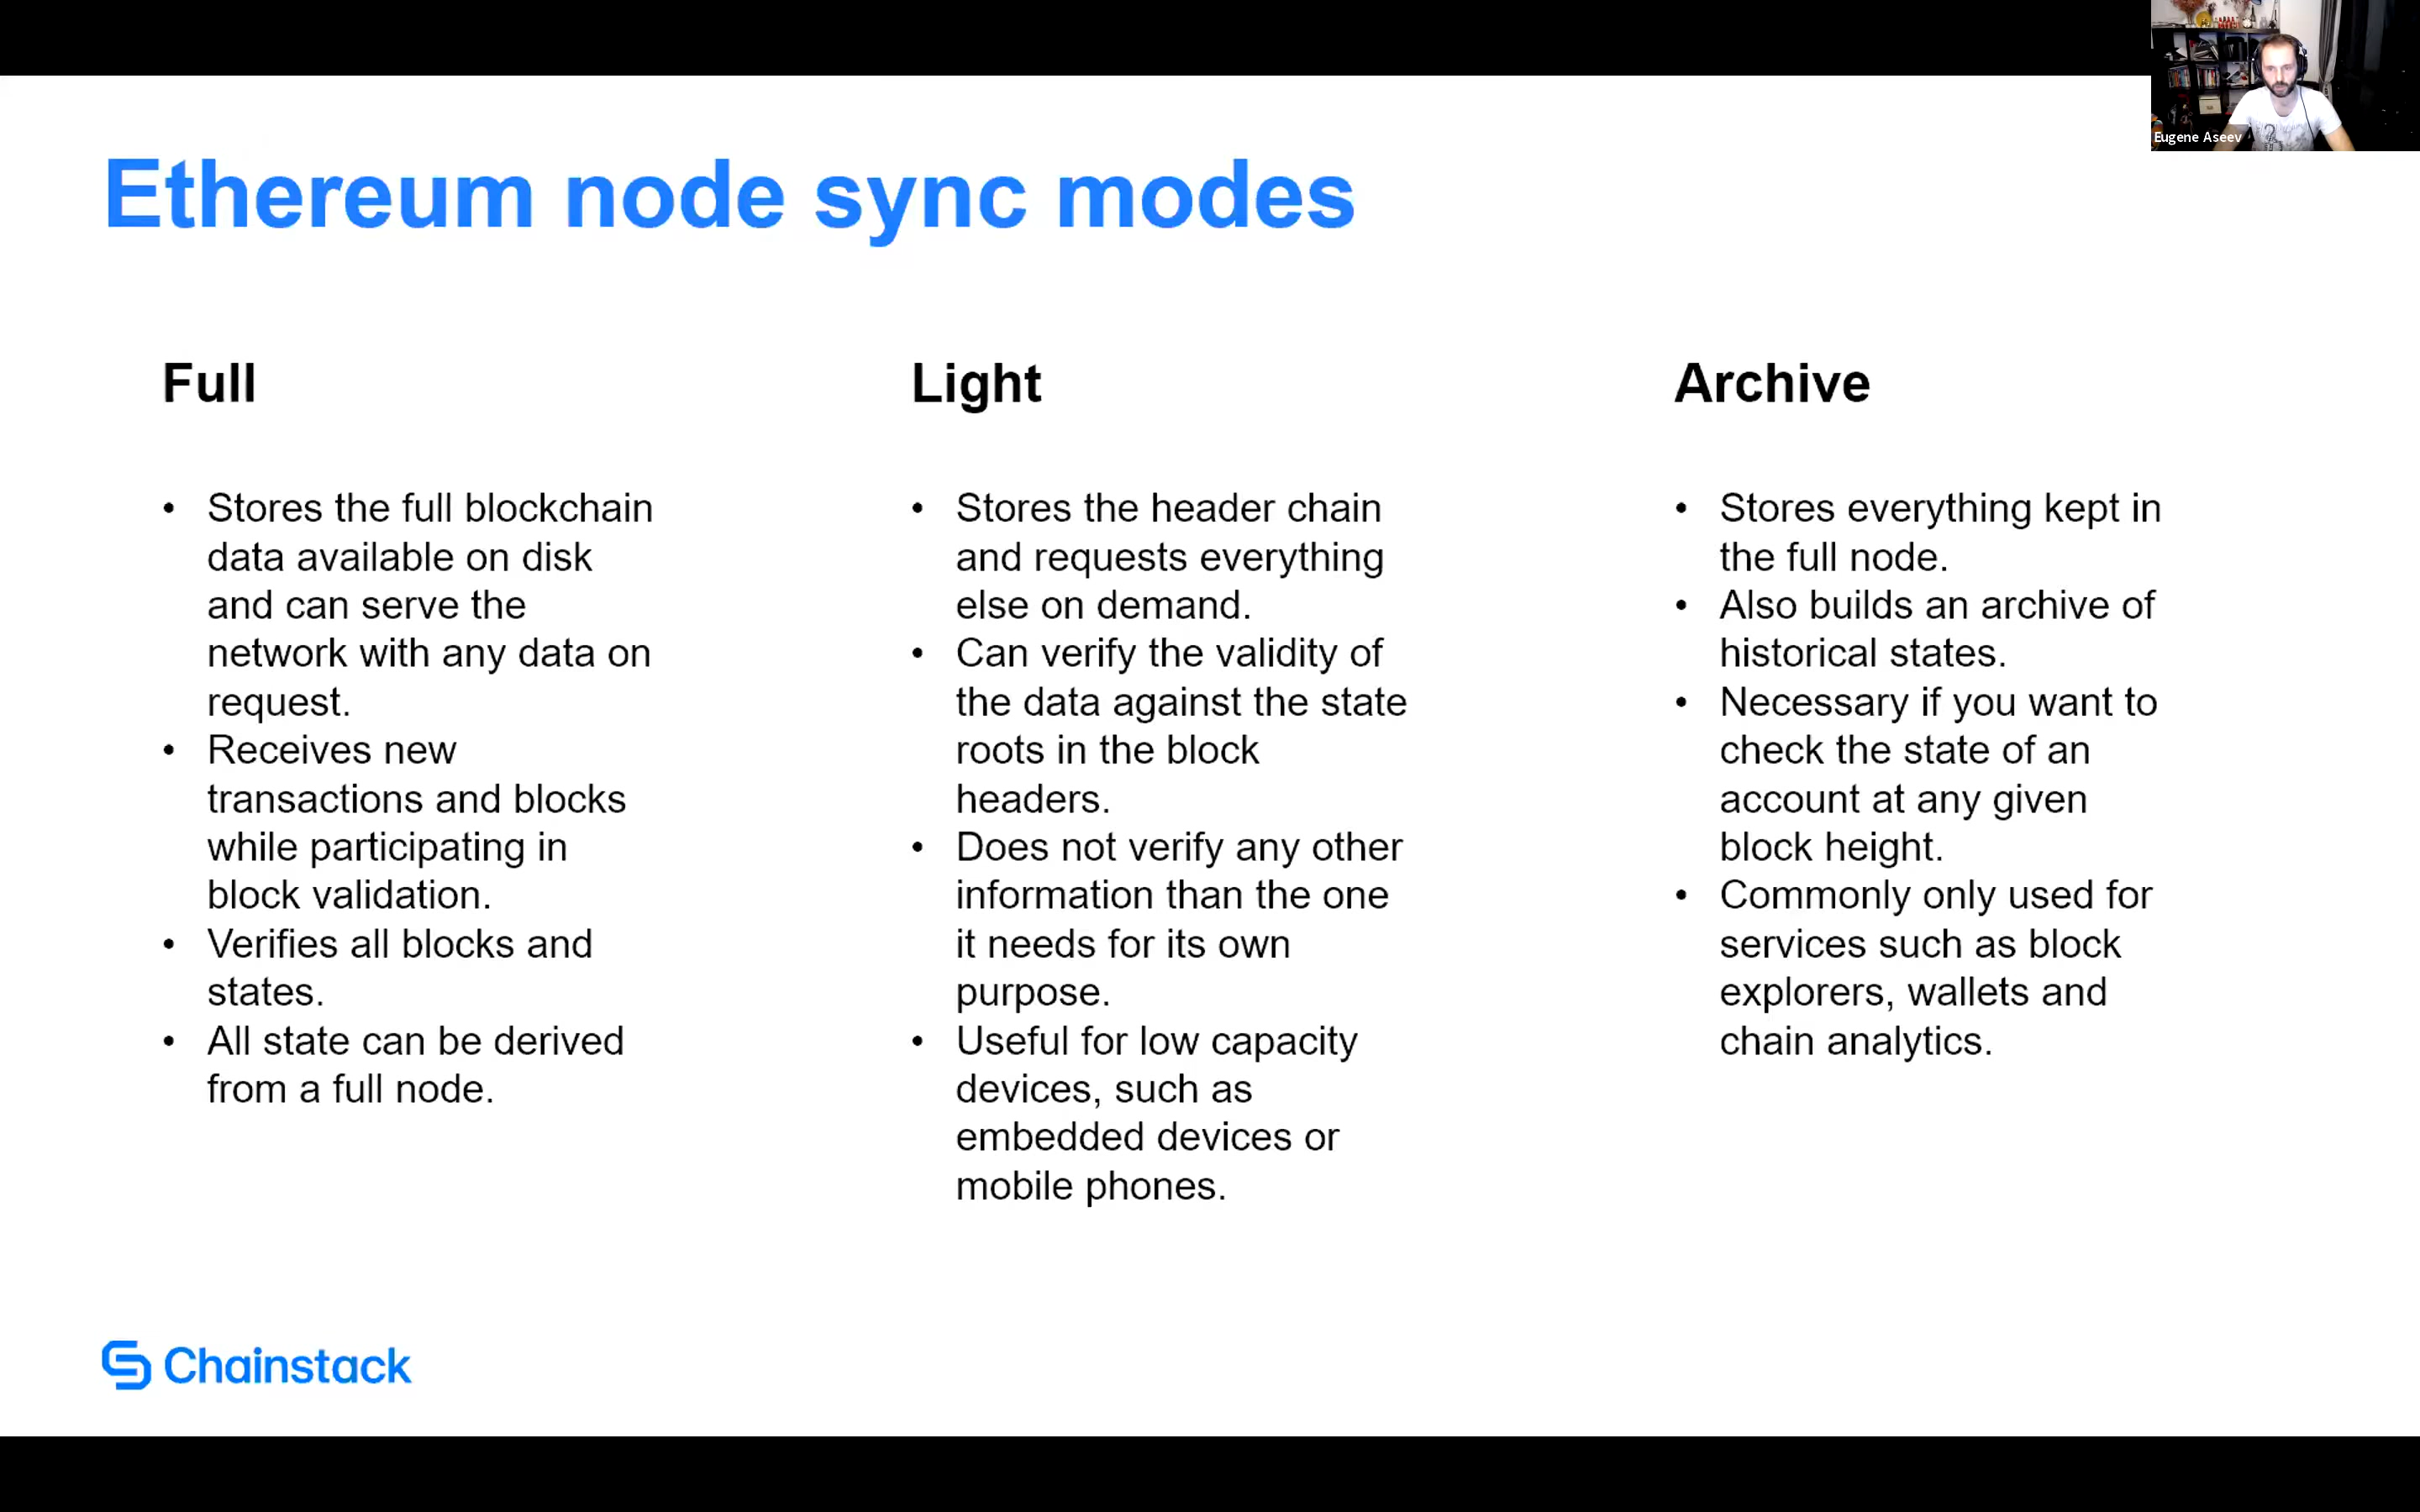 Eugene Aseev
Ethereum node sync modes
Full
• Stores the full blockchain
data available on disk
and can serve the
network with any data on
request.
• Receives new
transactions and blocks
while participating in
block validation.
• Verifies all blocks and
states.
• All state can be derived
from a full node.
Light
• Stores the header chain
and requests everything
else on demand.
• Can verify the validity of
the data against the state
roots in the block
headers.
• Does not verify any other
information than the one
it needs for its own
purpose.
• Useful for low capacity
devices, such as
embedded devices or
mobile phones.
Archive
• Stores everything kept in
the full node.
• Also builds an archive of
historical states.
• Necessary if you want to
check the state of an
account at any given
block height.
• Commonly only used for
services such as block
explorers, wallets and
chain analytics.
Chainstack